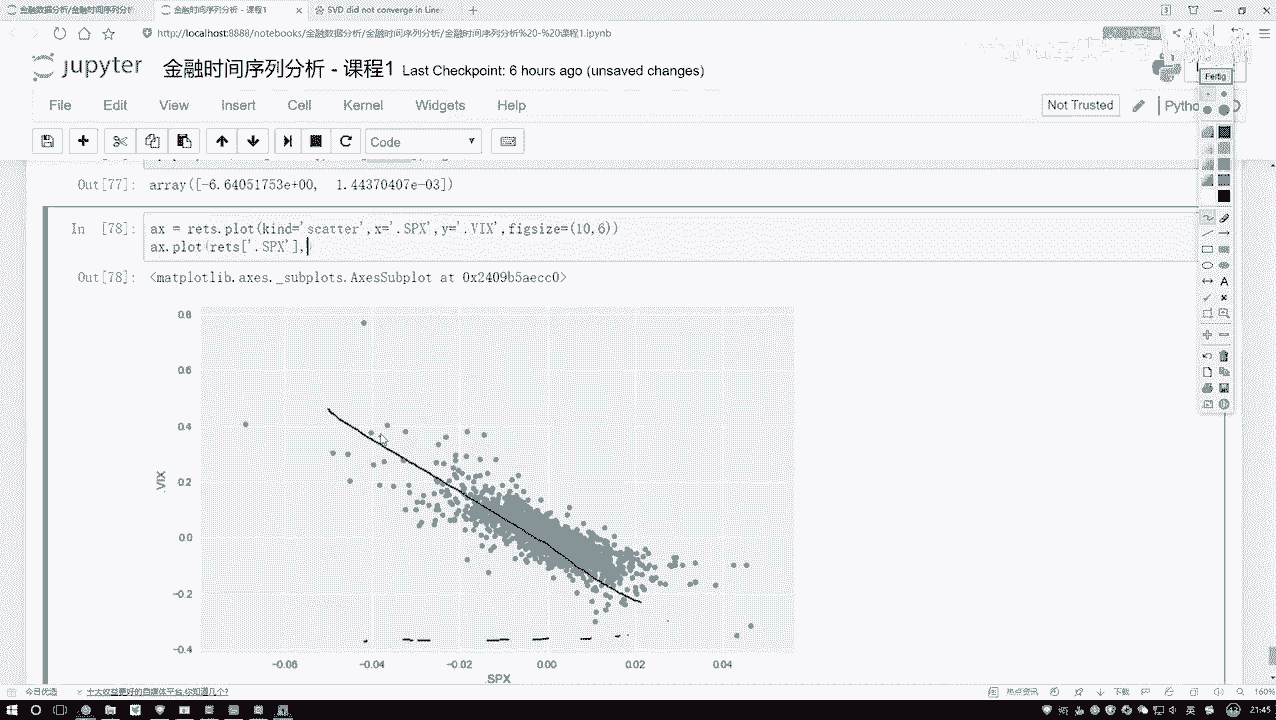 金融数据分析/金融时间序列分析
金融时间序列分析 - 课程1
SVD did not converge in Line
http://localhost:8888/notebooks/金融数据分析/金融时间序列分析/金融时间序列分析%20-%20课程1.ipynb
jupyter 金融时间序列分析 - 课程1 Last Checkpoint: 6 hours ago (unsaved changes)
Fertig
File Edit View Insert Cell Kernel Widgets Help
Not Trusted
Code
Out[77]: array([-6.64051753e+00, 1.44370407e-03])
In [78]: ax = rets.plot(kind='scatter',x='.SPX',y='.VIX',figsize=(10,6))
ax.plot(rets['.SPX'],)
Out[78]: <matplotlib.axes._subplots.AxesSubplot at 0x2409b5aecc0>
0.8
0.6
0.4
0.2
0.0
−0.2
−0.4
.VIX
−0.06 −0.04 −0.02 0.00 0.02 0.04
.SPX
今日优选 十大收益更好的自媒体平台,你知道几个? 热点资讯 下载 160%
21:45